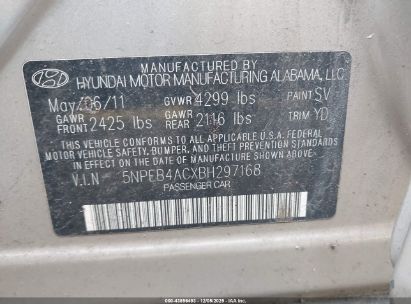 MANUFACTURED BY
HYUNDAI MOTOR MANUFACTURING ALABAMA, LLC
May/06/11 GVWR 4299 lbs PAINT SV
GAWR FRONT 2425 lbs GAWR REAR 2116 lbs TRIM YD
THIS VEHICLE CONFORMS TO ALL APPLICABLE U.S.A. FEDERAL
MOTOR VEHICLE SAFETY, BUMPER, AND THEFT PREVENTION STANDARDS
IN EFFECT ON THE DATE OF MANUFACTURE SHOWN ABOVE.
V.I.N 5NPEB4ACXBH297168
PASSENGER CAR